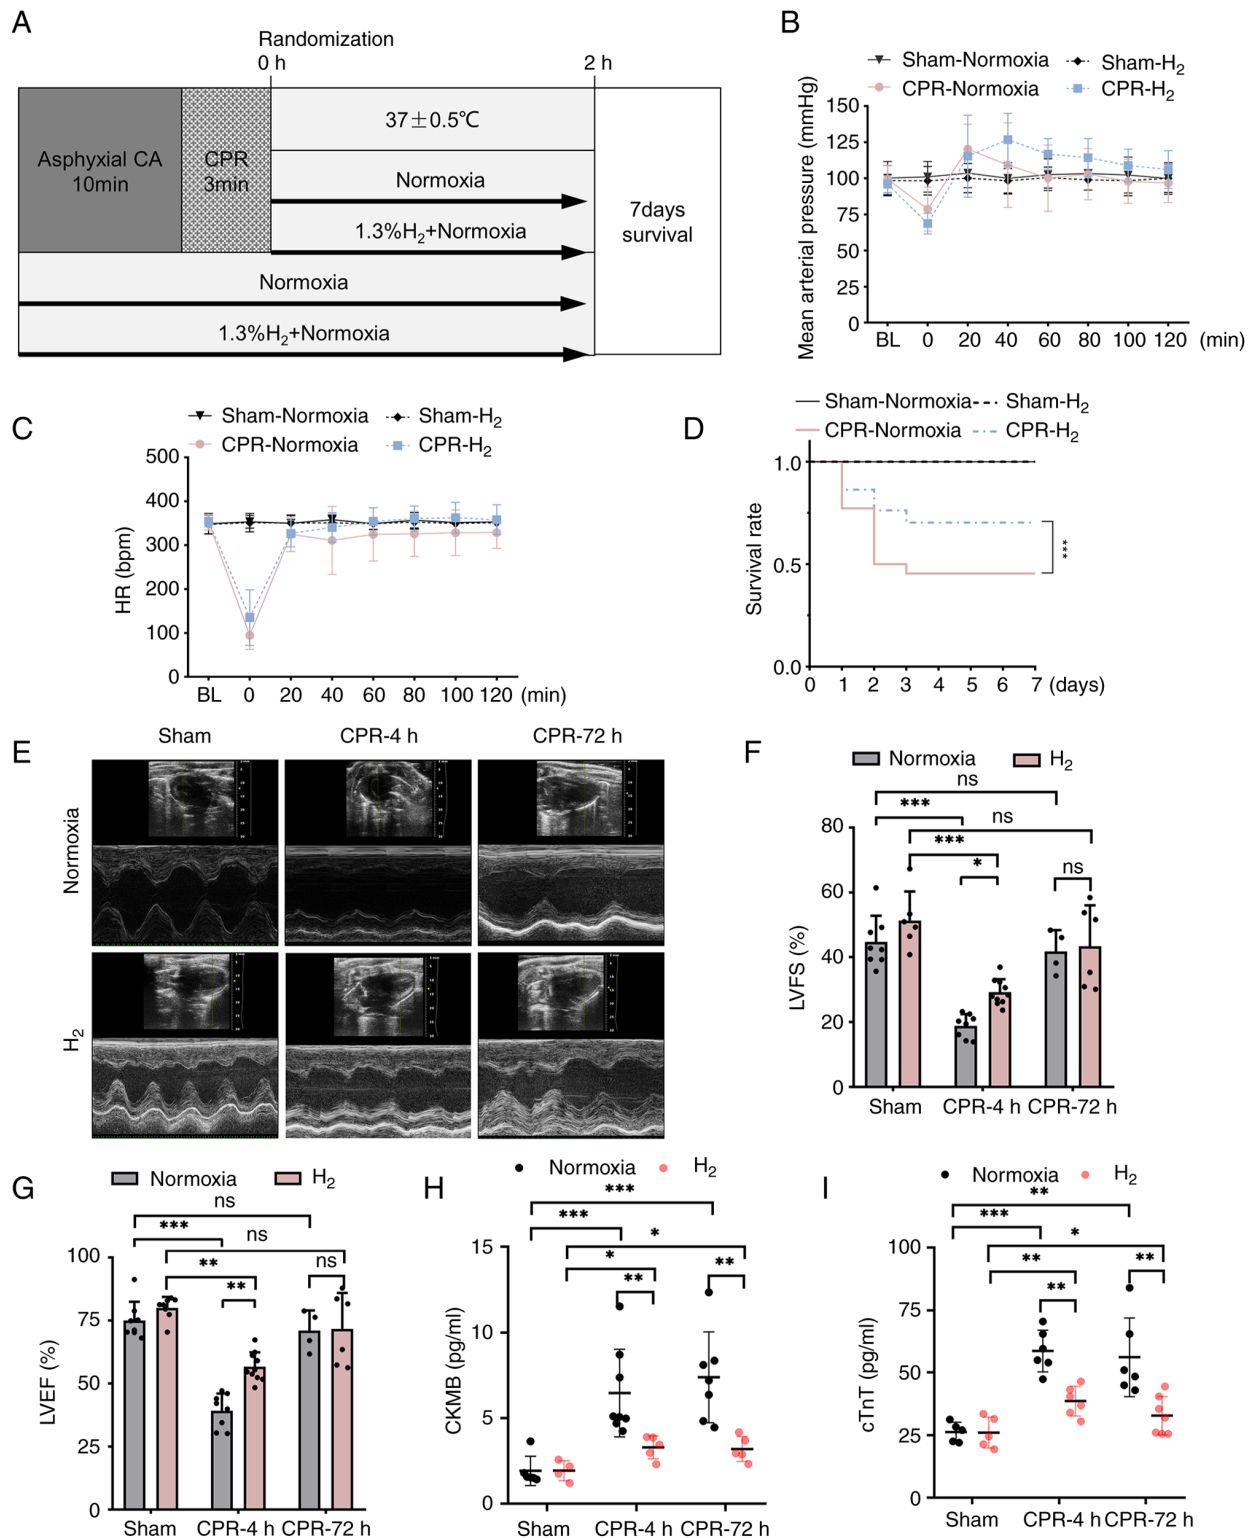 A
Randomization
0 h
2 h
Asphyxial CA
10min
CPR
3min
37±0.5℃
Normoxia
1.3%H₂+Normoxia
Normoxia
1.3%H₂+Normoxia
7days
survival
B
Sham-Normoxia
Sham-H₂
CPR-Normoxia
CPR-H₂
Mean arterial pressure (mmHg)
150
125
100
75
50
25
0
BL 0 20 40 60 80 100 120 (min)
C
Sham-Normoxia
Sham-H₂
CPR-Normoxia
CPR-H₂
HR (bpm)
500
400
300
200
100
0
BL 0 20 40 60 80 100 120 (min)
D
Sham-Normoxia
Sham-H₂
CPR-Normoxia
CPR-H₂
Survival rate
1.0
0.5
0.0
***
0 1 2 3 4 5 6 7 (days)
E
Sham
CPR-4 h
CPR-72 h
Normoxia
H₂
F
Normoxia
H₂
ns
***
ns
***
*
ns
LVFS (%)
80
60
40
20
0
Sham CPR-4 h CPR-72 h
G
Normoxia
H₂
ns
***
ns
**
ns
**
LVEF (%)
100
75
50
25
0
Sham CPR-4 h CPR-72 h
H
Normoxia
H₂
***
***
*
*
**
**
CKMB (pg/ml)
15
10
5
0
Sham CPR-4 h CPR-72 h
I
Normoxia
H₂
**
***
*
**
**
**
cTnT (pg/ml)
100
75
50
25
0
Sham CPR-4 h CPR-72 h